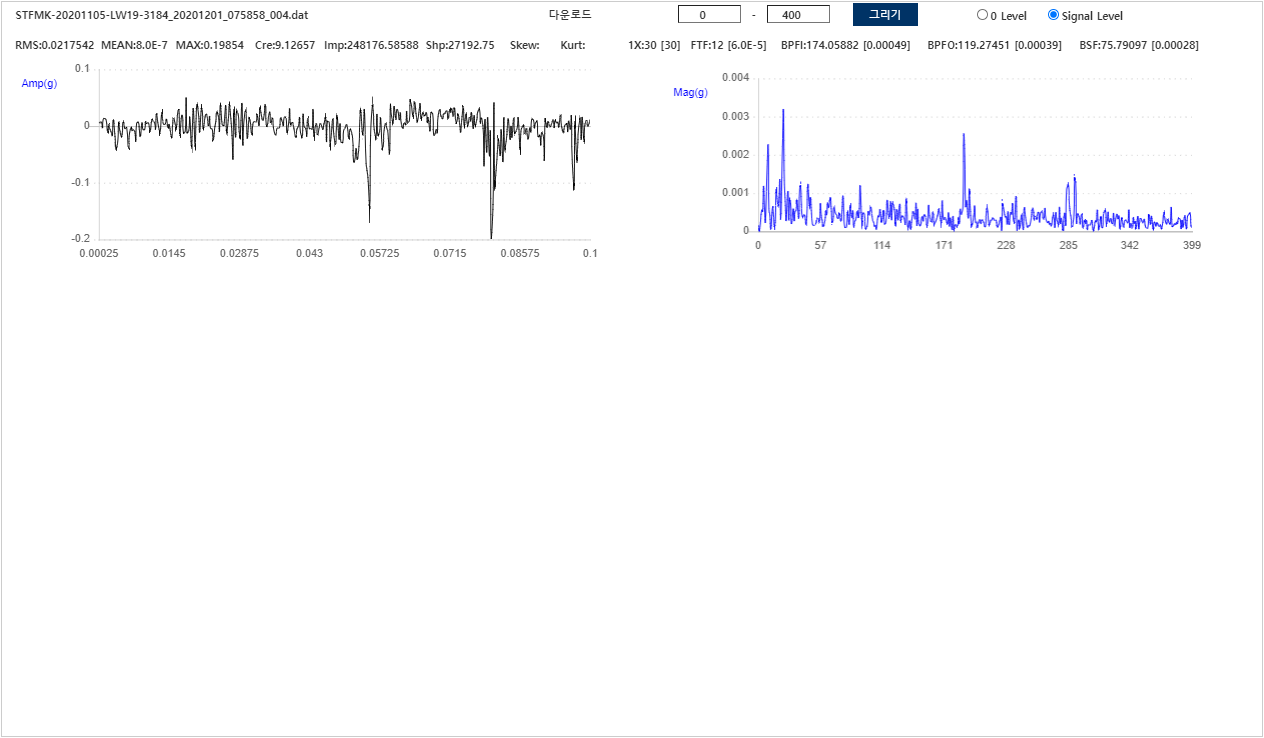 STFMK-20201105-LW19-3184_20201201_075858_004.dat 다운로드 0 - 400 그리기 0 Level Signal Level
RMS:0.0217542 MEAN:8.0E-7 MAX:0.19854 Cre:9.12657 Imp:248176.58588 Shp:27192.75 Skew: Kurt: 1X:30 [30] FTF:12 [6.0E-5] BPFI:174.05882 [0.00049] BPFO:119.27451 [0.00039] BSF:75.79097 [0.00028]
Amp(g)
0.1
0
-0.1
-0.2
0.00025 0.0145 0.02875 0.043 0.05725 0.0715 0.08575 0.1
Mag(g)
0.004
0.003
0.002
0.001
0
0 57 114 171 228 285 342 399